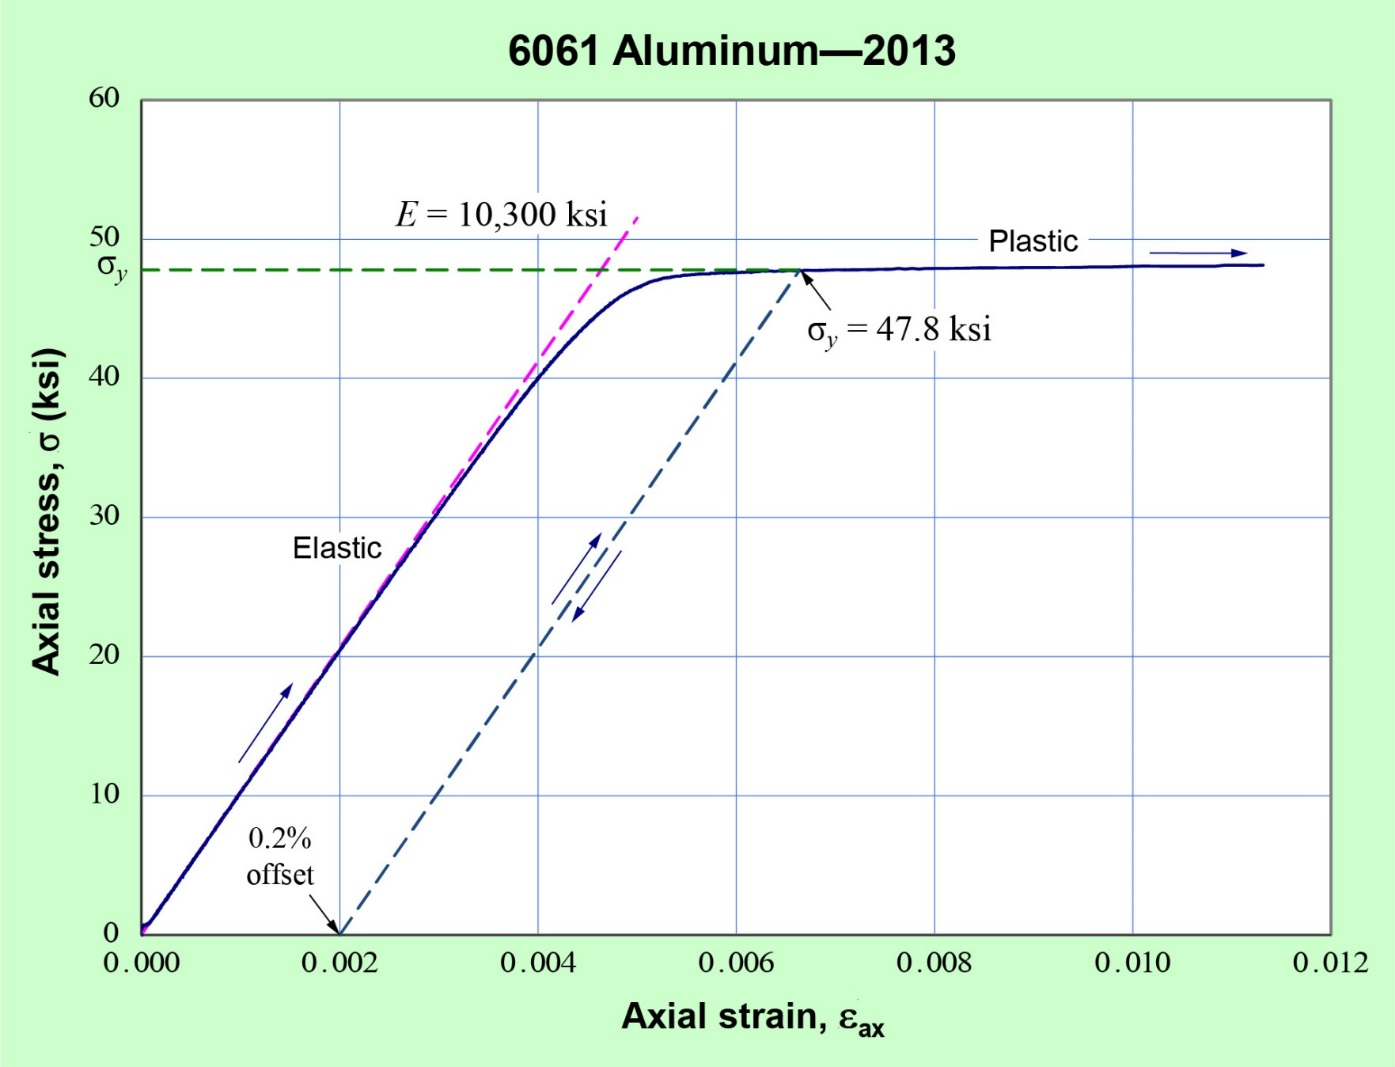 6061 Aluminum—2013
60
50
σy
40
30
20
10
0
Axial stress, σ (ksi)
E = 10,300 ksi
Plastic
σy = 47.8 ksi
Elastic
0.2%
offset
0.000 0.002 0.004 0.006 0.008 0.010 0.012
Axial strain, εax